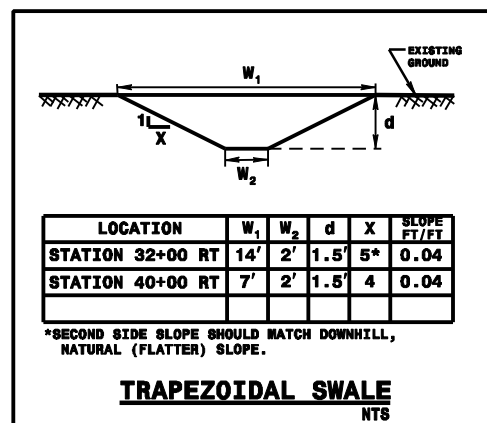 EXISTING
GROUND
W1
1
X
d
W2
LOCATION W1 W2 d X SLOPE FT/FT
STATION 32+00 RT 14' 2' 1.5' 5* 0.04
STATION 40+00 RT 7' 2' 1.5' 4 0.04
*SECOND SIDE SLOPE SHOULD MATCH DOWNHILL,
NATURAL (FLATTER) SLOPE.
TRAPEZOIDAL SWALE
NTS